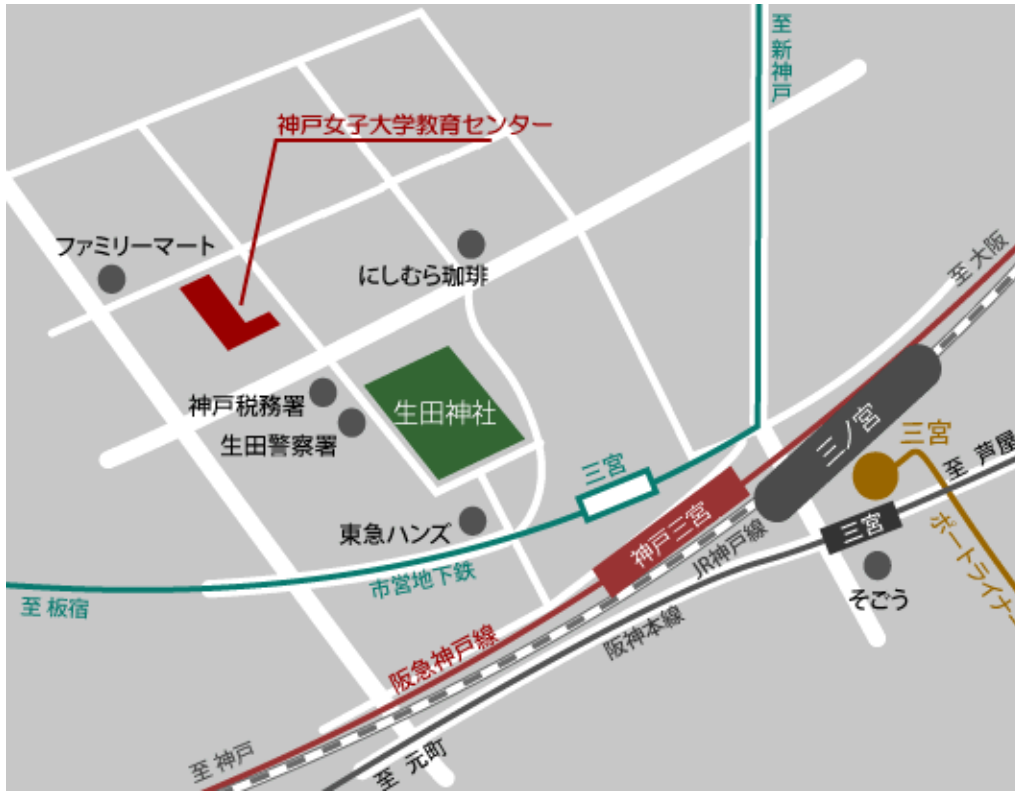 至 新神戸
神戸女子大学教育センター
ファミリーマート
にしむら珈琲
至 大阪
神戸税務署
生田警察署
生田神社
三ノ宮
三宮
至 芦屋
三宮
東急ハンズ
神戸三宮
JR神戸線
三宮
ポートライナー
市営地下鉄
至 板宿
そごう
阪急神戸線
阪神本線
至 神戸
至 元町